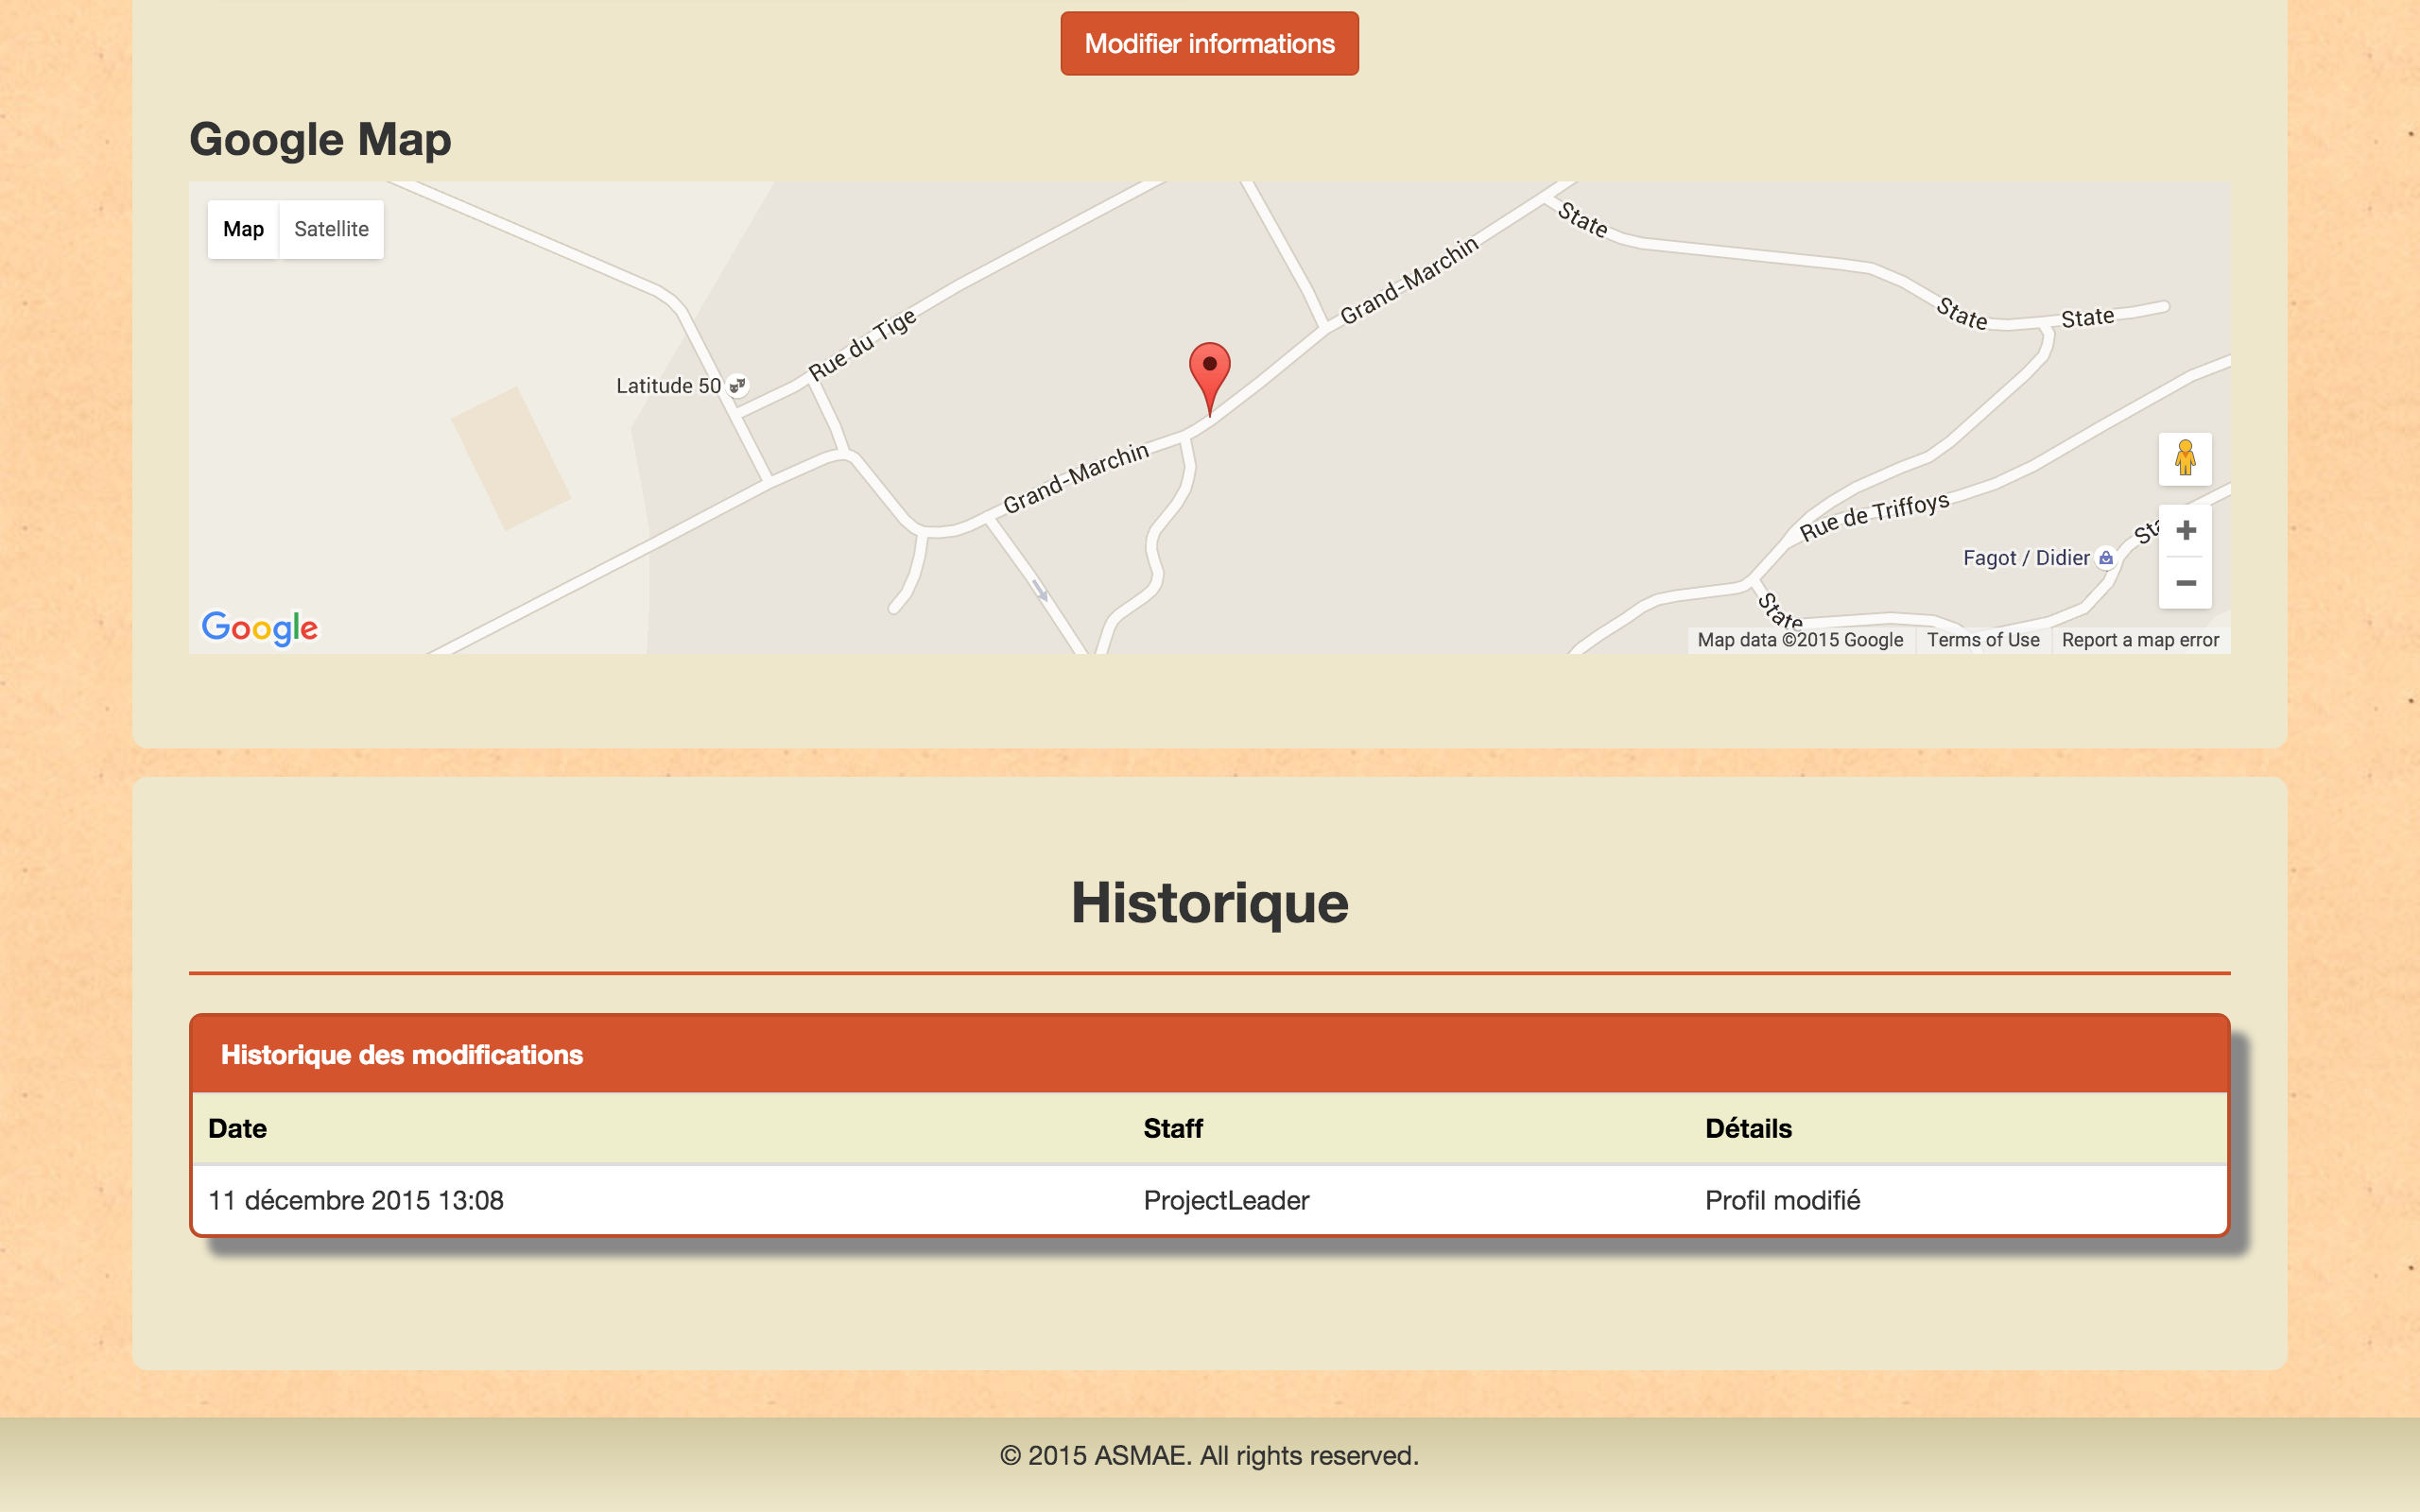 Modifier informations
Google Map
Map Satellite
State
Grand-Marchin
State
State
Rue du Tige
Latitude 50
Grand-Marchin
Rue de Triffoys
Fagot / Didier
State
Google
Map data ©2015 Google Terms of Use Report a map error
Historique
Historique des modifications
Date Staff Détails
11 décembre 2015 13:08 ProjectLeader Profil modifié
© 2015 ASMAE. All rights reserved.